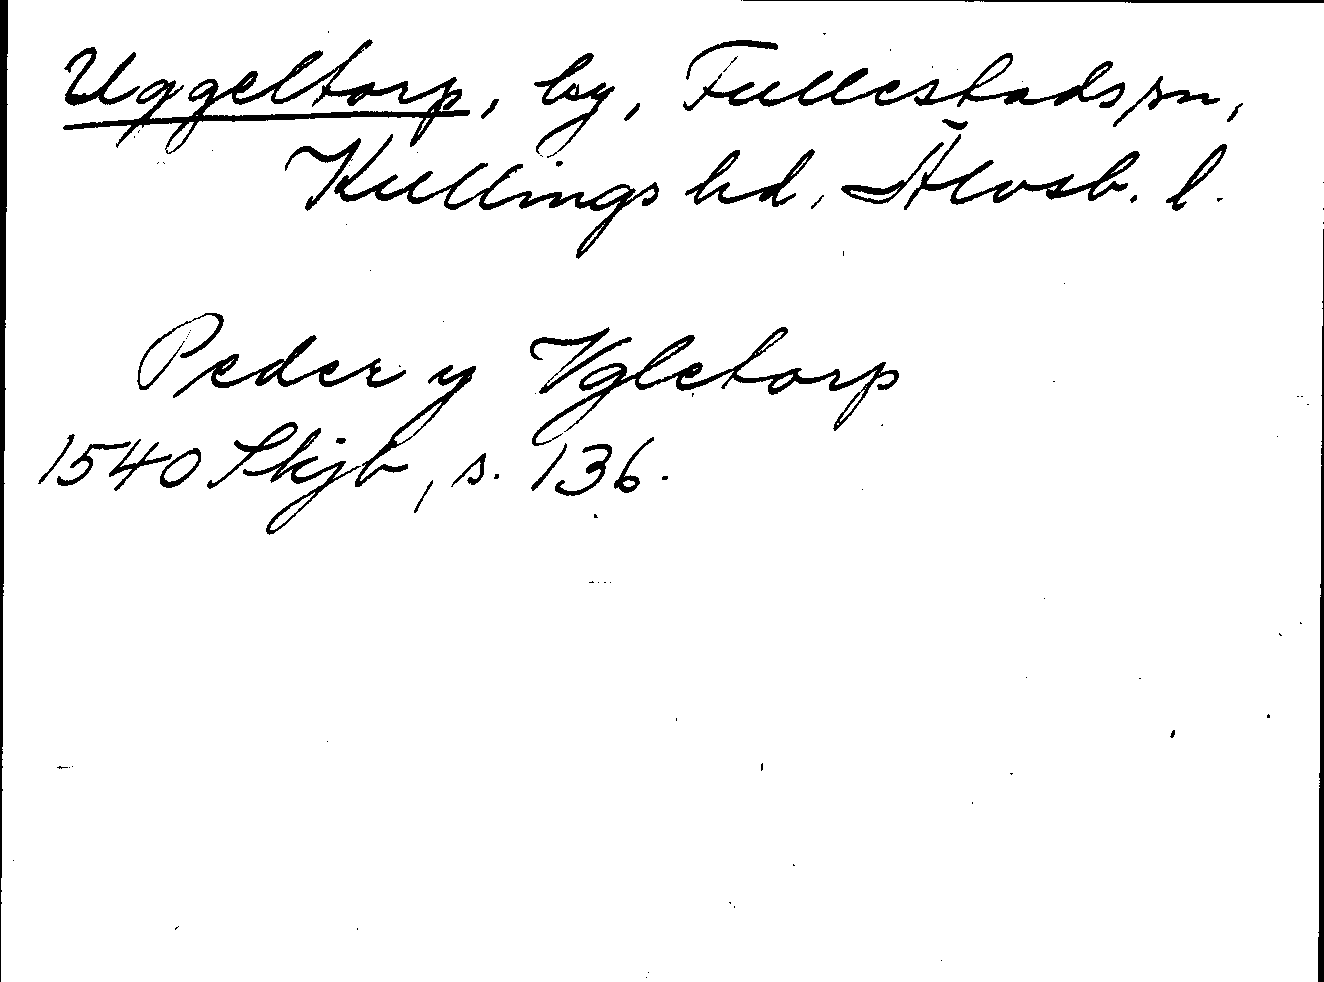 Uggeltorp, by, Fullestads sn,
Kullings hd, Älvsb. l.
Peder y Vgletorp
1540 Skjb, s. 136.